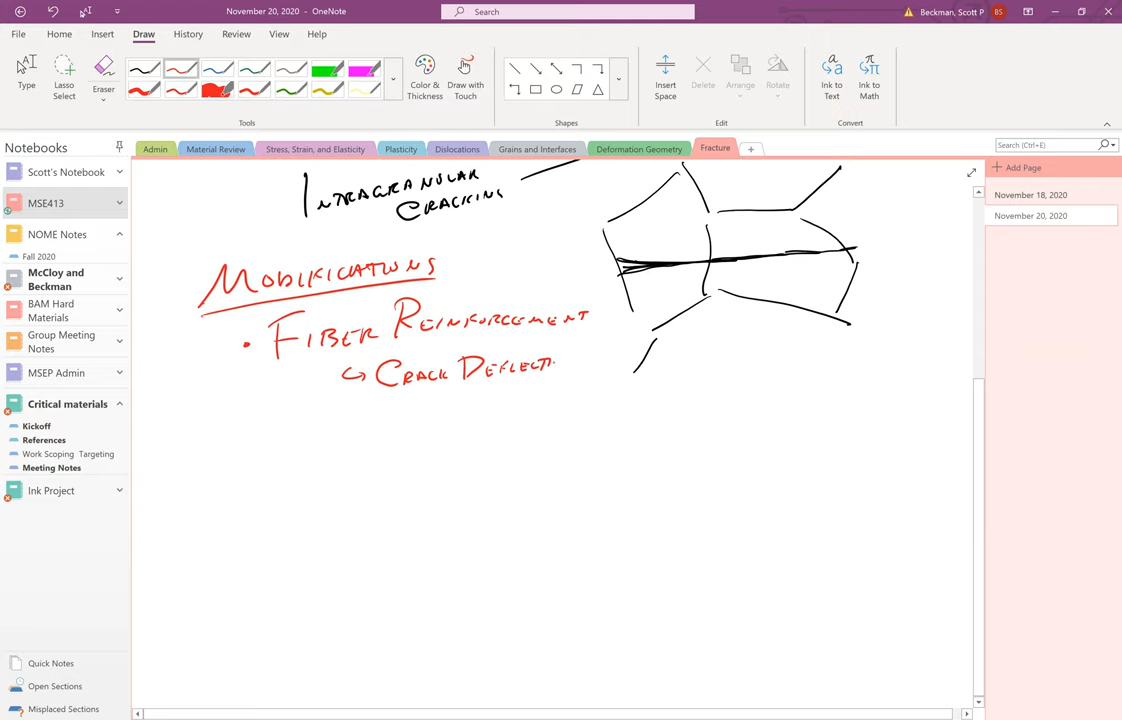 November 20, 2020 - OneNote
Search
Beckman, Scott P
BS
File
Home
Insert
Draw
History
Review
View
Help
Type
Lasso
Select
Eraser
Color &
Thickness
Draw with
Touch
Insert
Space
Delete
Arrange
Rotate
Ink to
Text
Ink to
Math
Tools
Shapes
Edit
Convert
Notebooks
Admin
Material Review
Stress, Strain, and Elasticity
Plasticity
Dislocations
Grains and Interfaces
Deformation Geometry
Fracture
Search (Ctrl+E)
Scott's Notebook
MSE413
NOME Notes
Fall 2020
McCloy and
Beckman
BAM Hard
Materials
Group Meeting
Notes
MSEP Admin
Critical materials
Kickoff
References
Work Scoping Targeting
Meeting Notes
Ink Project
Quick Notes
Open Sections
Misplaced Sections
INTRAGRANULAR
CRACKING
MODIFICATIONS
• FIBER REINFORCEMENT
↪ CRACK DEFLECTI
Add Page
November 18, 2020
November 20, 2020